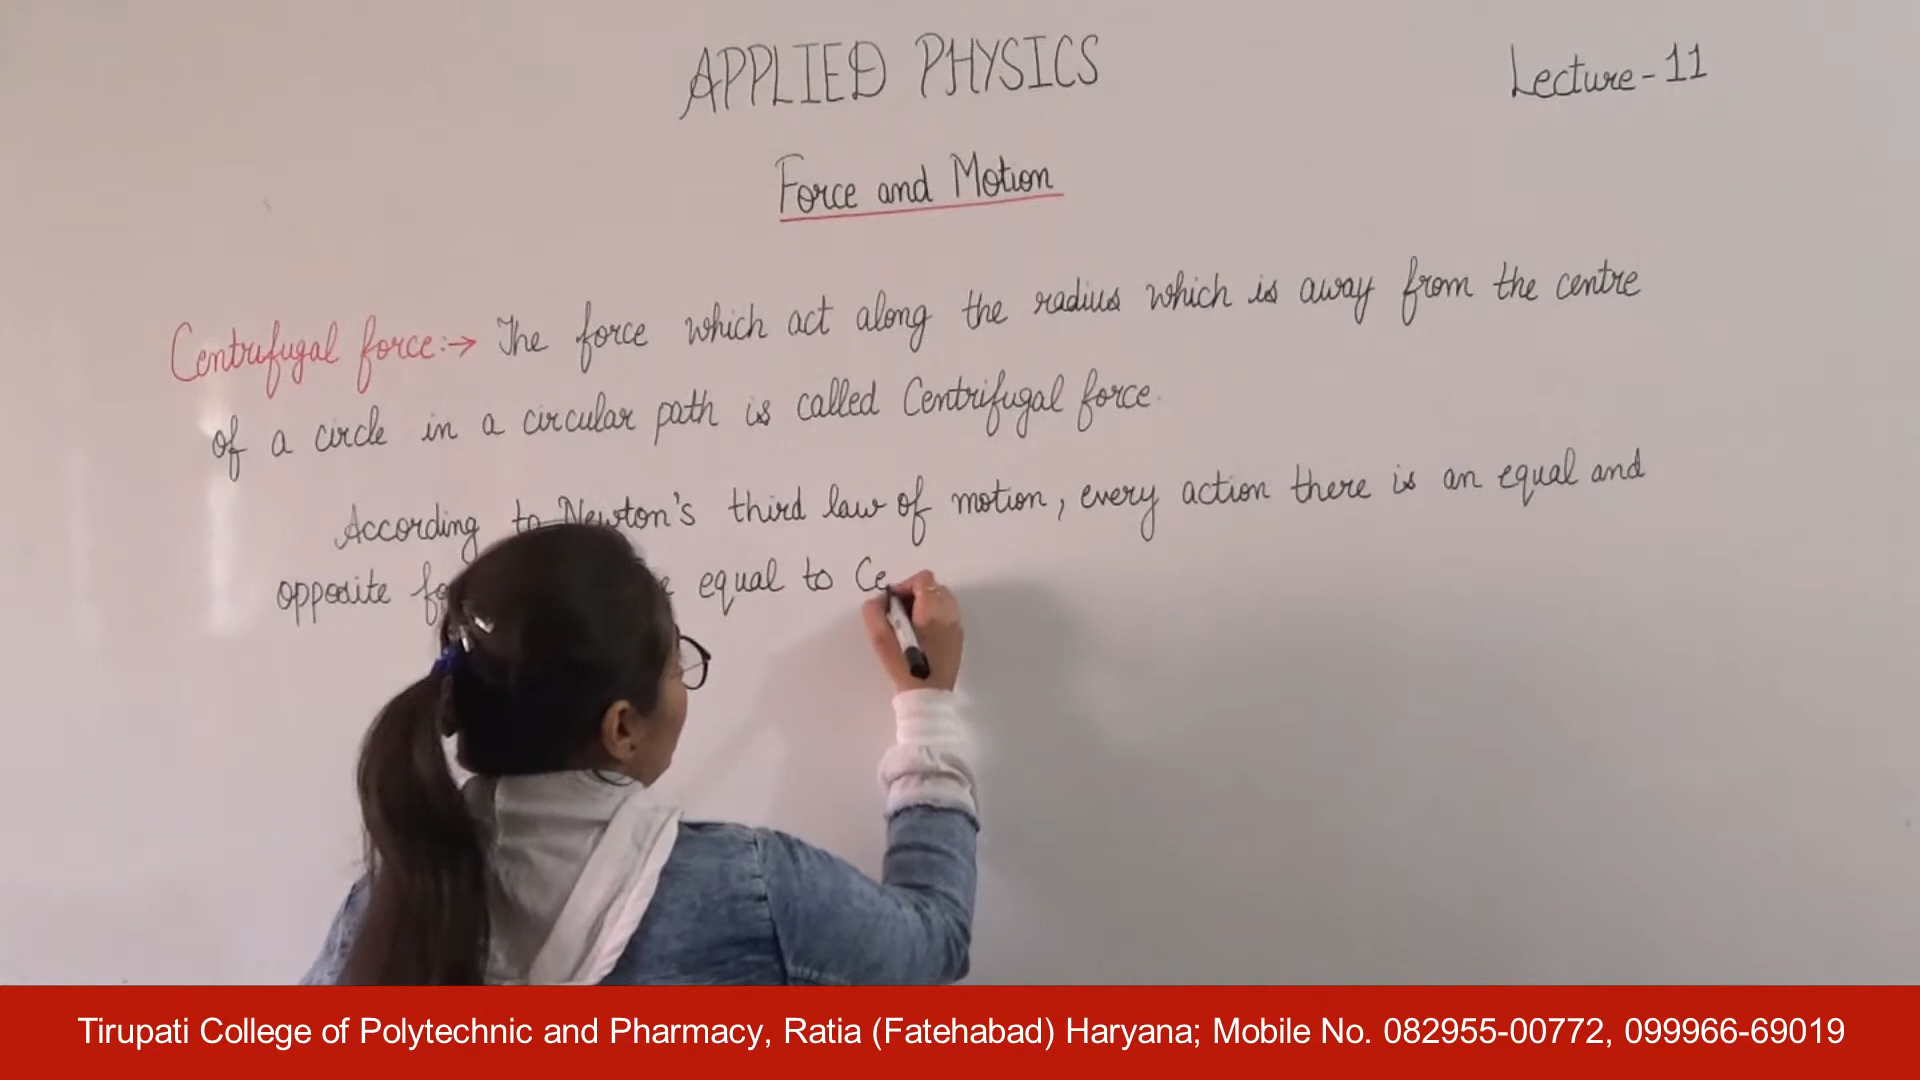 APPLIED PHYSICS
Lecture-11
Force and Motion
Centrifugal force:→ The force which act along the radius which is away from the centre
of a circle in a circular path is called Centrifugal force.
According to Newton's third law of motion, every action there is an equal and
opposite equal to Ce
Tirupati College of Polytechnic and Pharmacy, Ratia (Fatehabad) Haryana; Mobile No. 082955-00772, 099966-69019